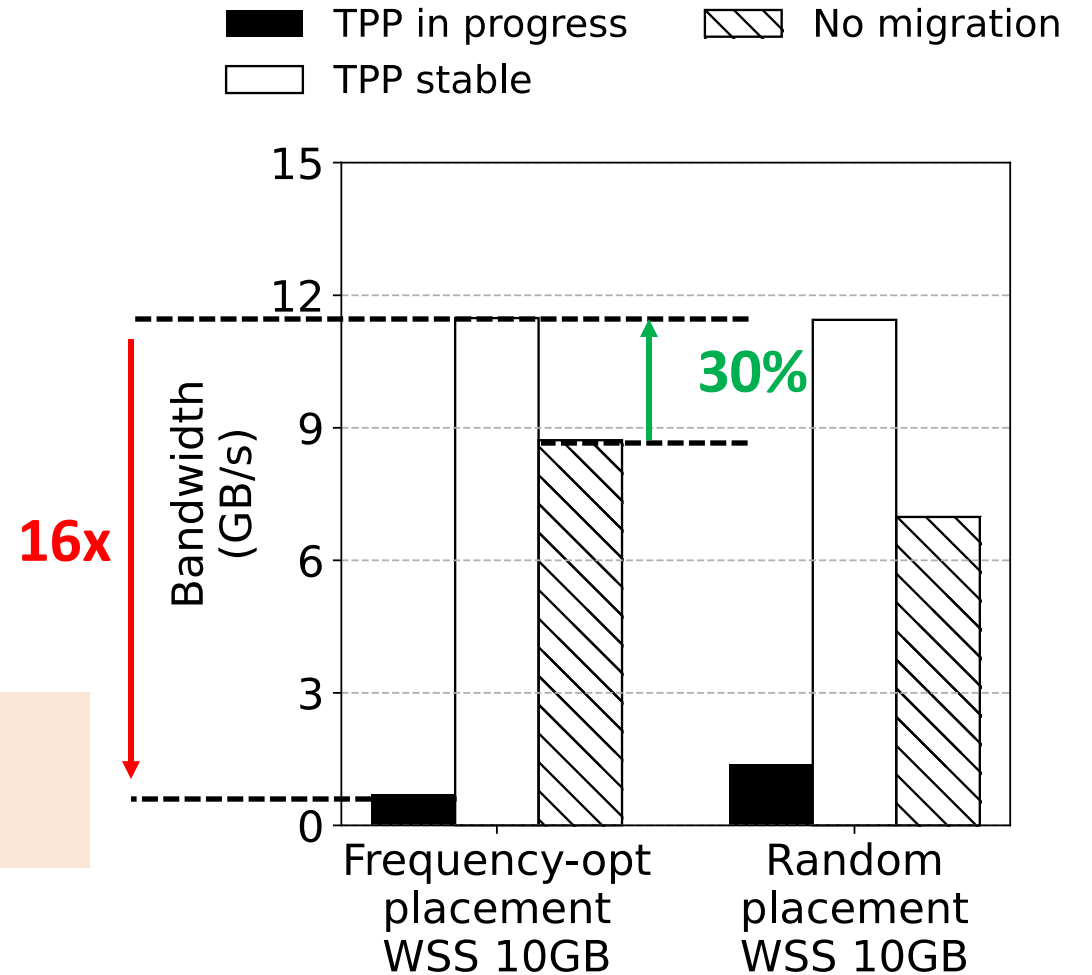 TPP in progress
No migration
TPP stable
15
12
9
6
3
0
Bandwidth
(GB/s)
16x
30%
Frequency-opt
placement
WSS 10GB
Random
placement
WSS 10GB